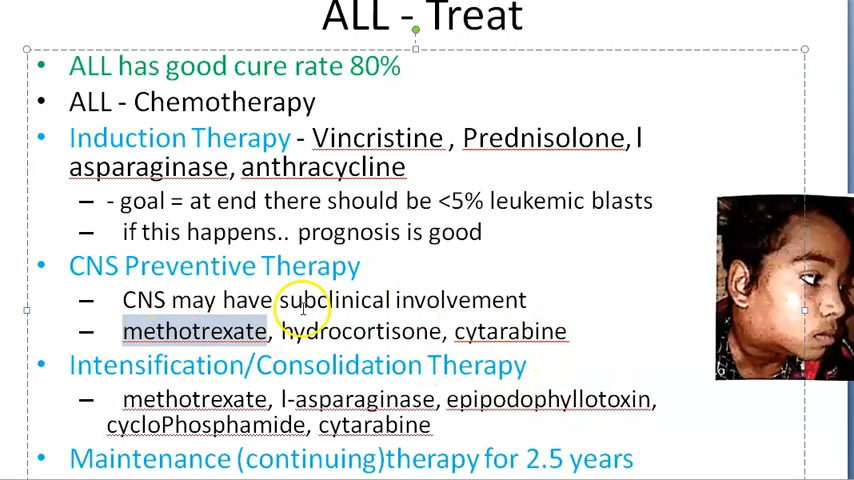 ALL - Treat
• ALL has good cure rate 80%
• ALL - Chemotherapy
• Induction Therapy - Vincristine , Prednisolone, l
asparaginase, anthracycline
– - goal = at end there should be <5% leukemic blasts
– if this happens.. prognosis is good
• CNS Preventive Therapy
– CNS may have subclinical involvement
– methotrexate, hydrocortisone, cytarabine
• Intensification/Consolidation Therapy
– methotrexate, l-asparaginase, epipodophyllotoxin,
cycloPhosphamide, cytarabine
• Maintenance (continuing)therapy for 2.5 years